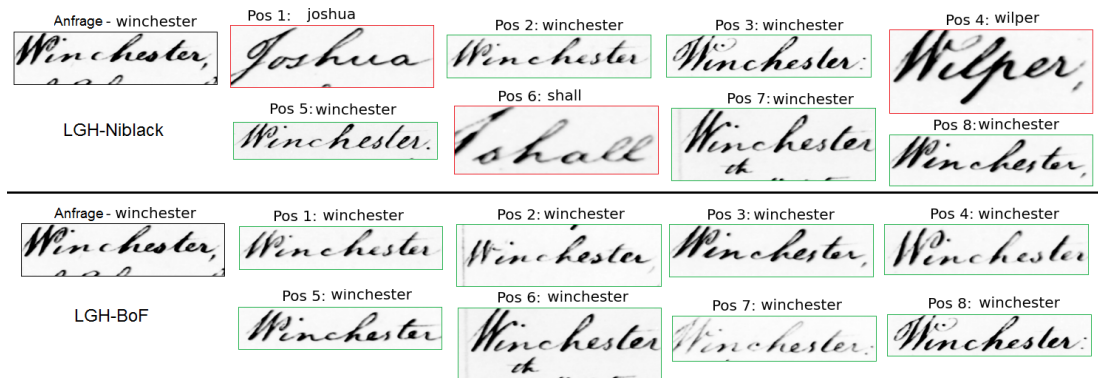 Anfrage - winchester
Winchester,
Pos 1: joshua
Joshua
Pos 2: winchester
Winchester
Pos 3: winchester
Winchester:
Pos 4: wilper
Wilper,
LGH-Niblack
Pos 5: winchester
Winchester.
Pos 6: shall
shall
Pos 7: winchester
Winchester
th
Pos 8: winchester
Winchester,
Anfrage - winchester
Winchester,
Pos 1: winchester
Winchester
Pos 2: winchester
Winchester,
Pos 3: winchester
Winchester,
Pos 4: winchester
Winchester
LGH-BoF
Pos 5: winchester
Winchester
Pos 6: winchester
Winchester
th
Pos 7: winchester
Winchester:
Pos 8: winchester
Winchester: